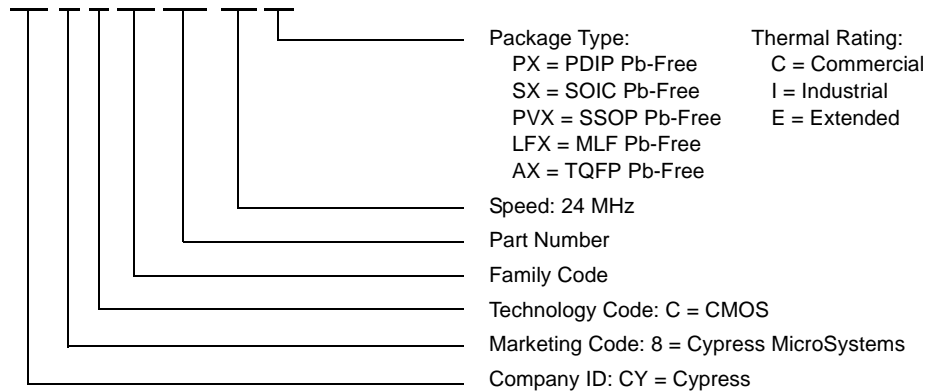 Package Type:
PX = PDIP Pb-Free
SX = SOIC Pb-Free
PVX = SSOP Pb-Free
LFX = MLF Pb-Free
AX = TQFP Pb-Free
Thermal Rating:
C = Commercial
I = Industrial
E = Extended
Speed: 24 MHz
Part Number
Family Code
Technology Code: C = CMOS
Marketing Code: 8 = Cypress MicroSystems
Company ID: CY = Cypress